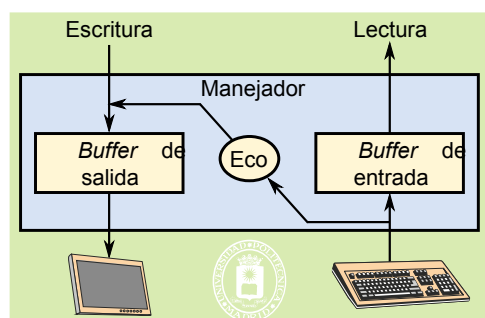 Escritura
Lectura
Manejador
Buffer de
salida
Eco
Buffer de
entrada